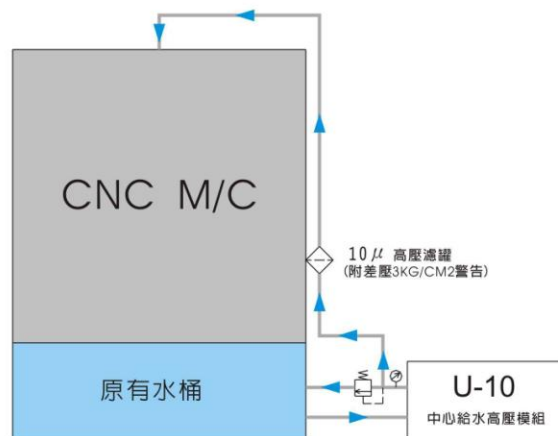 CNC M/C
10μ 高壓濾罐
(附差壓3KG/CM2警告)
原有水桶
U-10
中心給水高壓模組